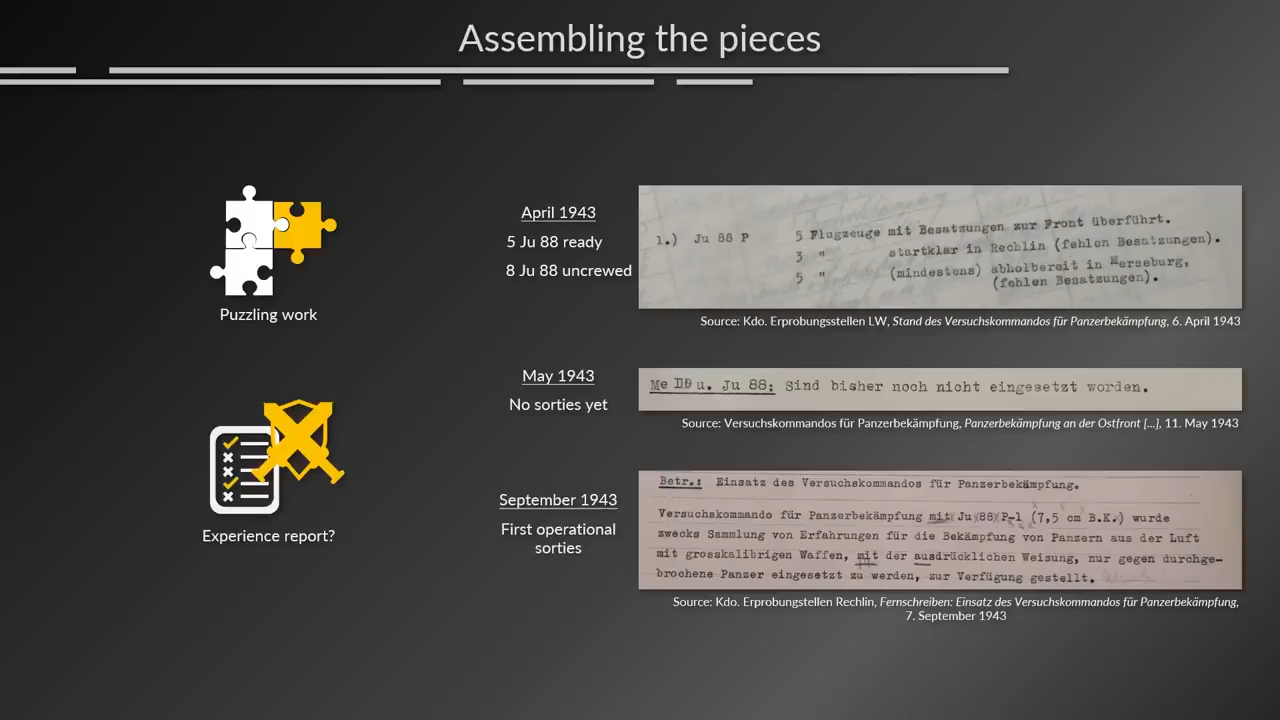 Assembling the pieces
Puzzling work
Experience report?
April 1943
5 Ju 88 ready
8 Ju 88 uncrewed
1.) Ju 88 P 5 Flugzeuge mit Besatzungen zur Front überführt.
3 " startklar in Rechlin (fehlen Besatzungen).
5 " (mindestens) abholbereit in Merseburg,
(fehlen Besatzungen).
Source: Kdo. Erprobungsstellen LW, Stand des Versuchskommandos für Panzerbekämpfung, 6. April 1943
May 1943
No sorties yet
Me 110 u. Ju 88: Sind bisher noch nicht eingesetzt worden.
Source: Versuchskommandos für Panzerbekämpfung, Panzerbekämpfung an der Ostfront [...], 11. May 1943
September 1943
First operational
sorties
Betr.: Einsatz des Versuchskommandos für Panzerbekämpfung.
Versuchskommando für Panzerbekämpfung mit Ju 88 P-1 (7,5 cm B.K.) wurde
zwecks Sammlung von Erfahrungen für die Bekämpfung von Panzern aus der Luft
mit grosskalibrigen Waffen, mit der ausdrücklichen Weisung, nur gegen durchge-
brochene Panzer eingesetzt zu werden, zur Verfügung gestellt.
Source: Kdo. Erprobungstellen Rechlin, Fernschreiben: Einsatz des Versuchskommandos für Panzerbekämpfung,
7. September 1943